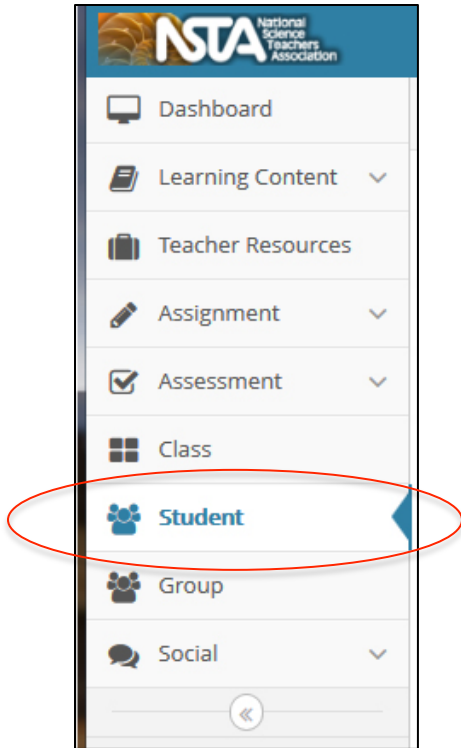 NSTA
National
Science
Teachers
Association
Dashboard
Learning Content
Teacher Resources
Assignment
Assessment
Class
Student
Group
Social